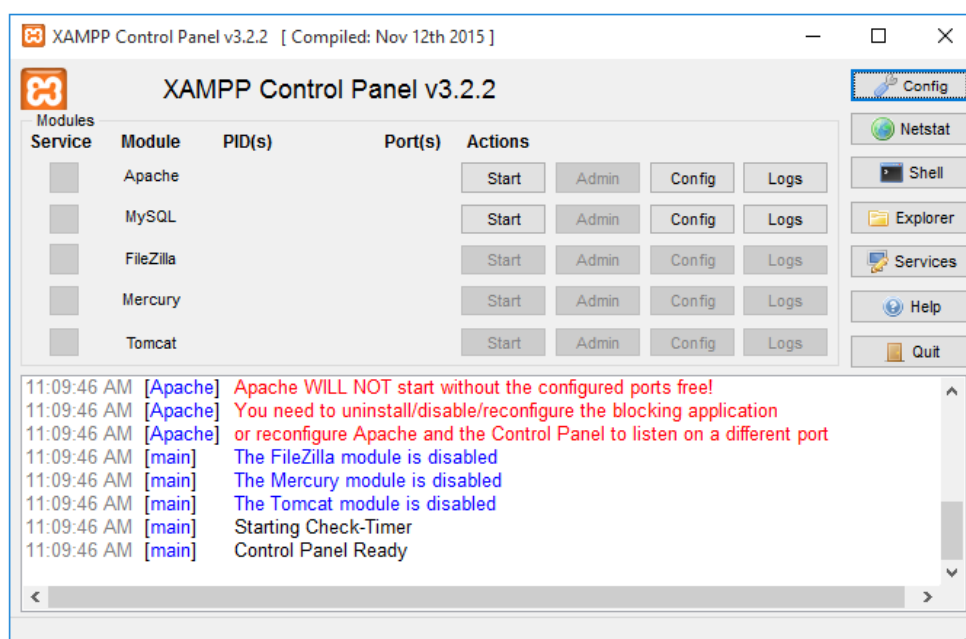 XAMPP Control Panel v3.2.2 [ Compiled: Nov 12th 2015 ]
XAMPP Control Panel v3.2.2
Config
Modules
Service Module PID(s) Port(s) Actions
Netstat
Apache Start Admin Config Logs
Shell
MySQL Start Admin Config Logs
Explorer
FileZilla Start Admin Config Logs
Services
Mercury Start Admin Config Logs
Help
Tomcat Start Admin Config Logs
Quit
11:09:46 AM [Apache] Apache WILL NOT start without the configured ports free!
11:09:46 AM [Apache] You need to uninstall/disable/reconfigure the blocking application
11:09:46 AM [Apache] or reconfigure Apache and the Control Panel to listen on a different port
11:09:46 AM [main] The FileZilla module is disabled
11:09:46 AM [main] The Mercury module is disabled
11:09:46 AM [main] The Tomcat module is disabled
11:09:46 AM [main] Starting Check-Timer
11:09:46 AM [main] Control Panel Ready